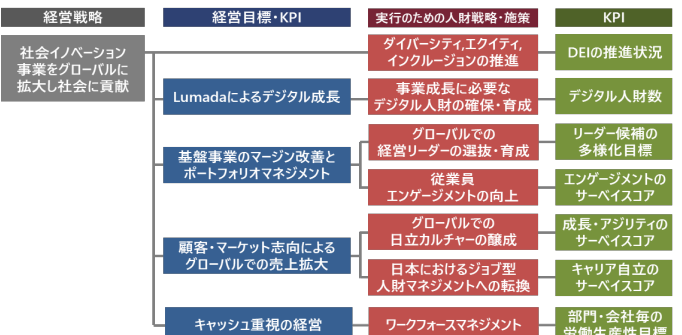 経営戦略
経営目標・KPI
実行のための人財戦略・施策
KPI
社会イノベーション
事業をグローバルに
拡大し社会に貢献
ダイバーシティ,エクイティ,
インクルージョンの推進
DEIの推進状況
Lumadaによるデジタル成長
事業成長に必要な
デジタル人財の確保・育成
デジタル人財数
基盤事業のマージン改善と
ポートフォリオマネジメント
グローバルでの
経営リーダーの選抜・育成
リーダー候補の
多様化目標
従業員
エンゲージメントの向上
エンゲージメントの
サーベイスコア
顧客・マーケット志向による
グローバルでの売上拡大
グローバルでの
日立カルチャーの醸成
成長・アジリティの
サーベイスコア
日本におけるジョブ型
人財マネジメントへの転換
キャリア自立の
サーベイスコア
キャッシュ重視の経営
ワークフォースマネジメント
部門・会社毎の
労働生産性目標